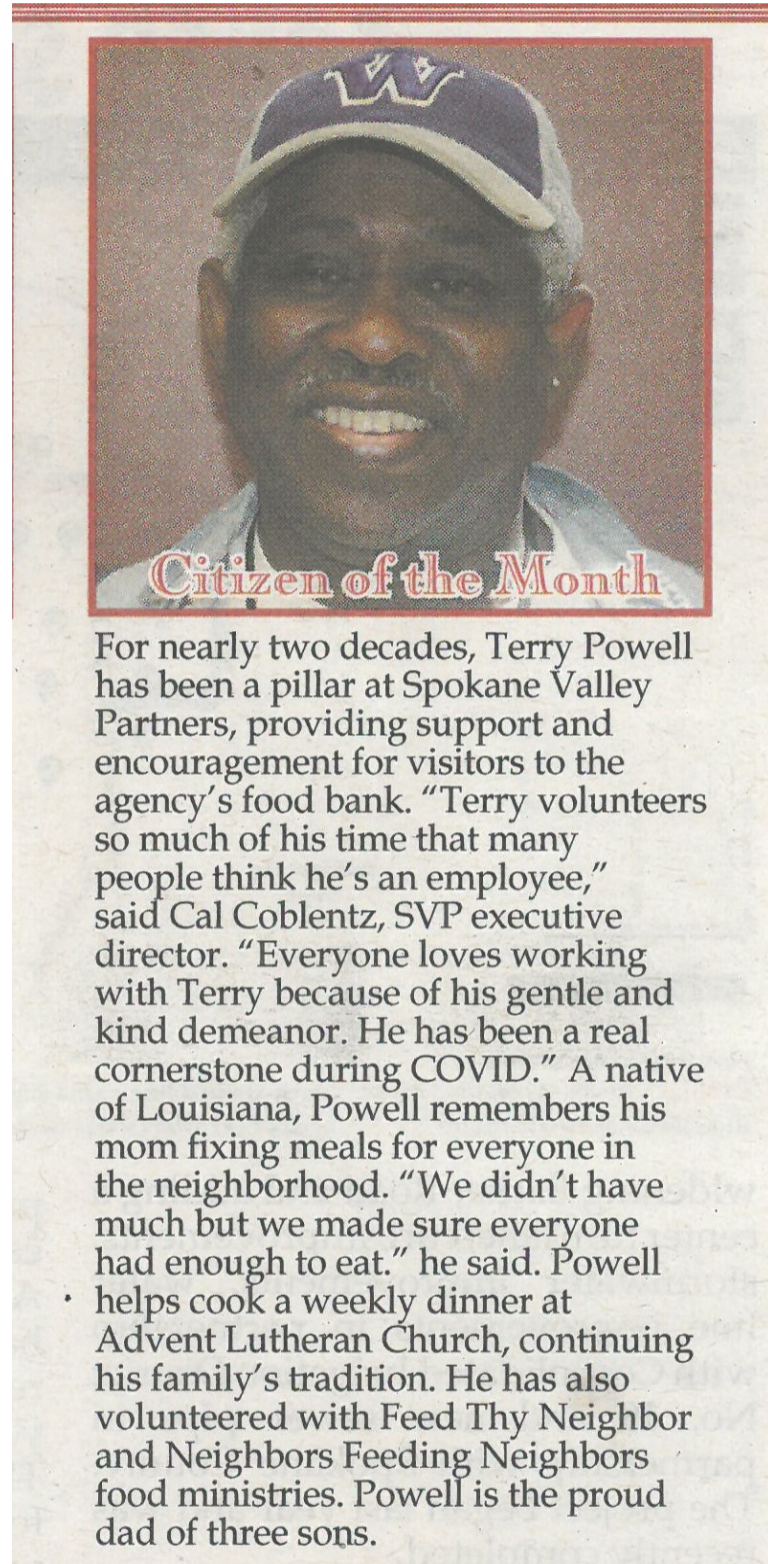 W
Citizen of the Month
For nearly two decades, Terry Powell
has been a pillar at Spokane Valley
Partners, providing support and
encouragement for visitors to the
agency’s food bank. “Terry volunteers
so much of his time that many
people think he’s an employee,”
said Cal Coblentz, SVP executive
director. “Everyone loves working
with Terry because of his gentle and
kind demeanor. He has been a real
cornerstone during COVID.” A native
of Louisiana, Powell remembers his
mom fixing meals for everyone in
the neighborhood. “We didn’t have
much but we made sure everyone
had enough to eat.” he said. Powell
helps cook a weekly dinner at
Advent Lutheran Church, continuing
his family’s tradition. He has also
volunteered with Feed Thy Neighbor
and Neighbors Feeding Neighbors
food ministries. Powell is the proud
dad of three sons.